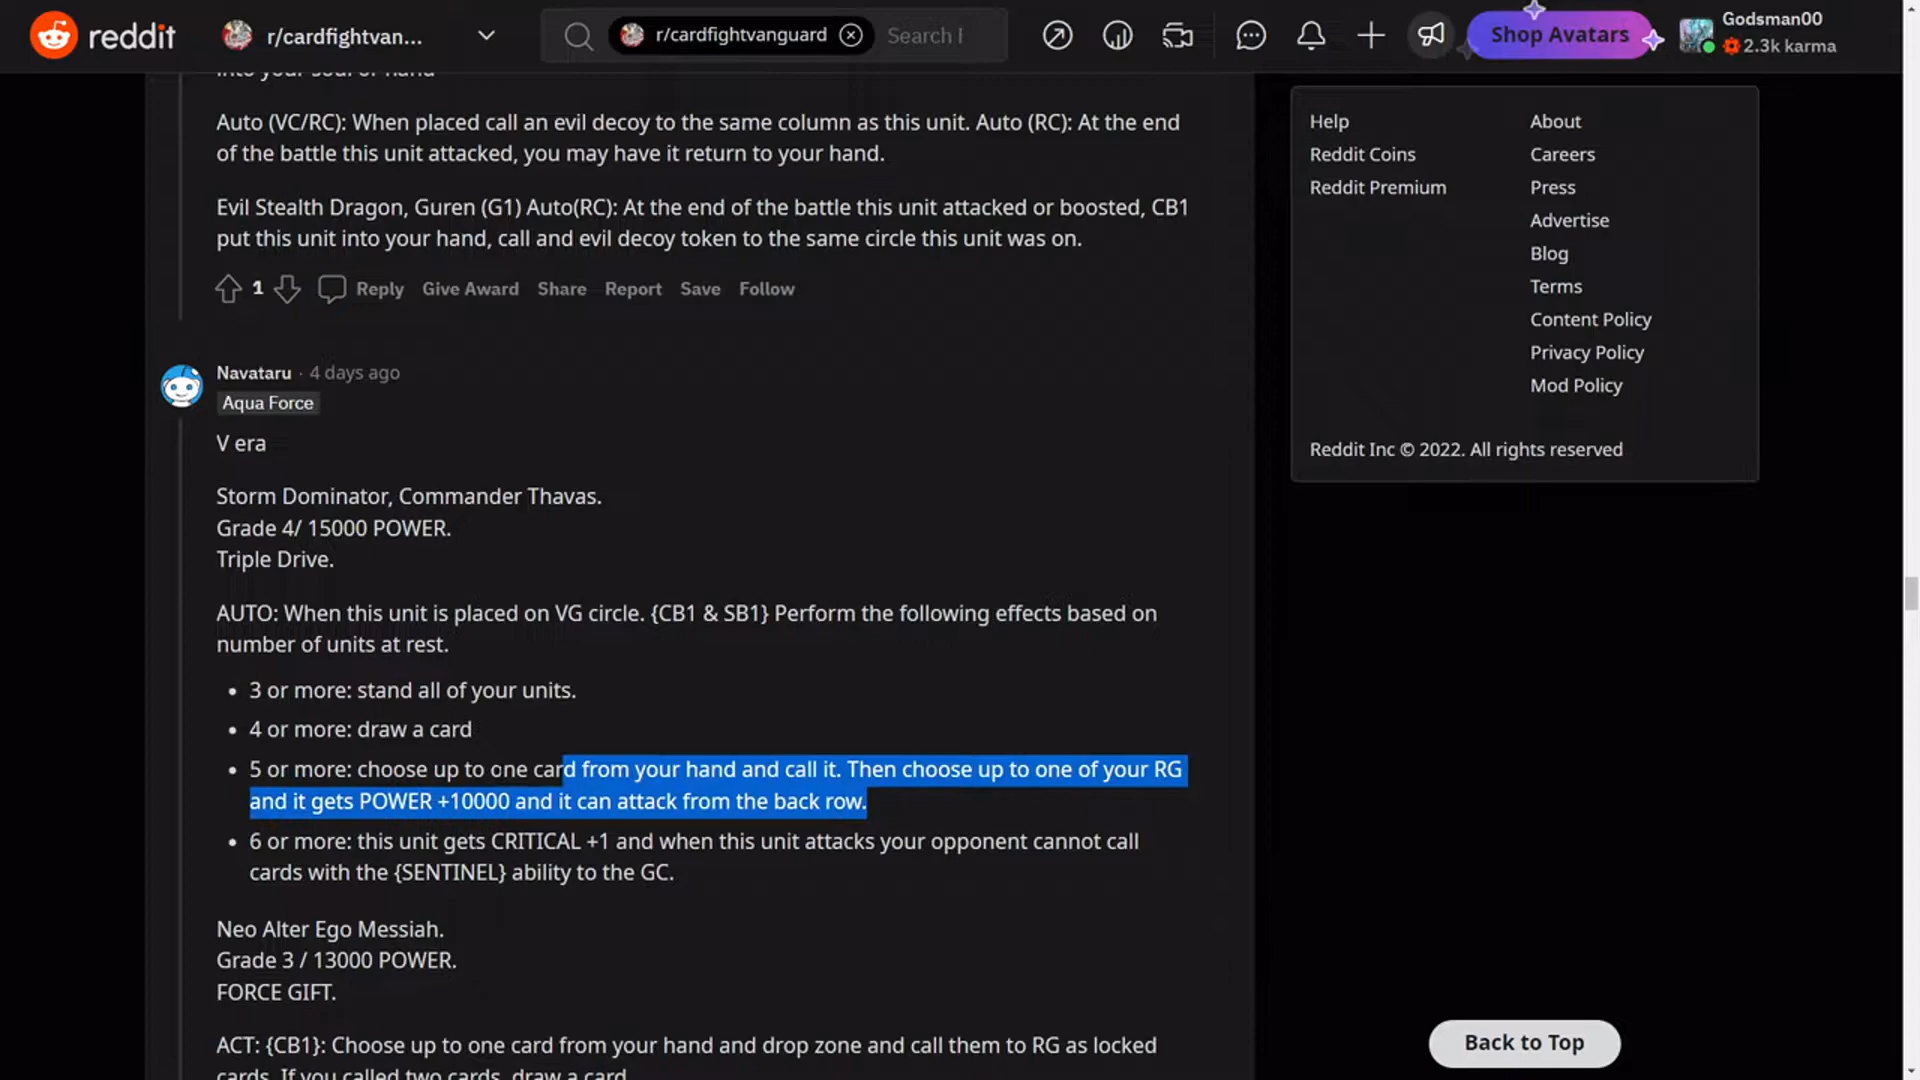 reddit
r/cardfightvan...
r/cardfightvanguard
Search
Shop Avatars
Godsman00
2.3k karma
into your soul or hand
Auto (VC/RC): When placed call an evil decoy to the same column as this unit. Auto (RC): At the end
of the battle this unit attacked, you may have it return to your hand.
Evil Stealth Dragon, Guren (G1) Auto(RC): At the end of the battle this unit attacked or boosted, CB1
put this unit into your hand, call and evil decoy token to the same circle this unit was on.
1 Reply Give Award Share Report Save Follow
Navataru · 4 days ago
Aqua Force
V era
Storm Dominator, Commander Thavas.
Grade 4/ 15000 POWER.
Triple Drive.
AUTO: When this unit is placed on VG circle. {CB1 & SB1} Perform the following effects based on
number of units at rest.
• 3 or more: stand all of your units.
• 4 or more: draw a card
• 5 or more: choose up to one card from your hand and call it. Then choose up to one of your RG
and it gets POWER +10000 and it can attack from the back row.
• 6 or more: this unit gets CRITICAL +1 and when this unit attacks your opponent cannot call
cards with the {SENTINEL} ability to the GC.
Neo Alter Ego Messiah.
Grade 3 / 13000 POWER.
FORCE GIFT.
ACT: {CB1}: Choose up to one card from your hand and drop zone and call them to RG as locked
cards. If you called two cards, draw a card
Help
Reddit Coins
Reddit Premium
About
Careers
Press
Advertise
Blog
Terms
Content Policy
Privacy Policy
Mod Policy
Reddit Inc © 2022. All rights reserved
Back to Top